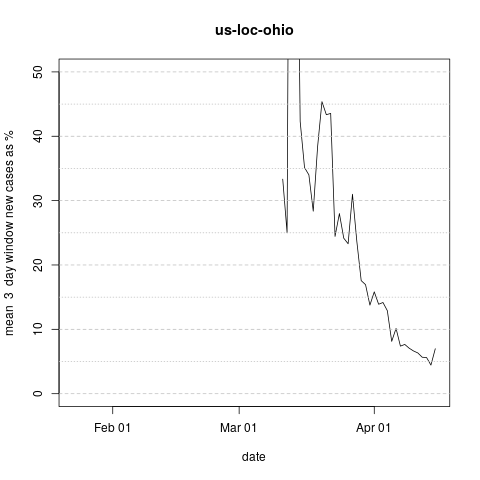 us-loc-ohio
mean 3 day window new cases as %
50
40
30
20
10
0
Feb 01
Mar 01
Apr 01
date